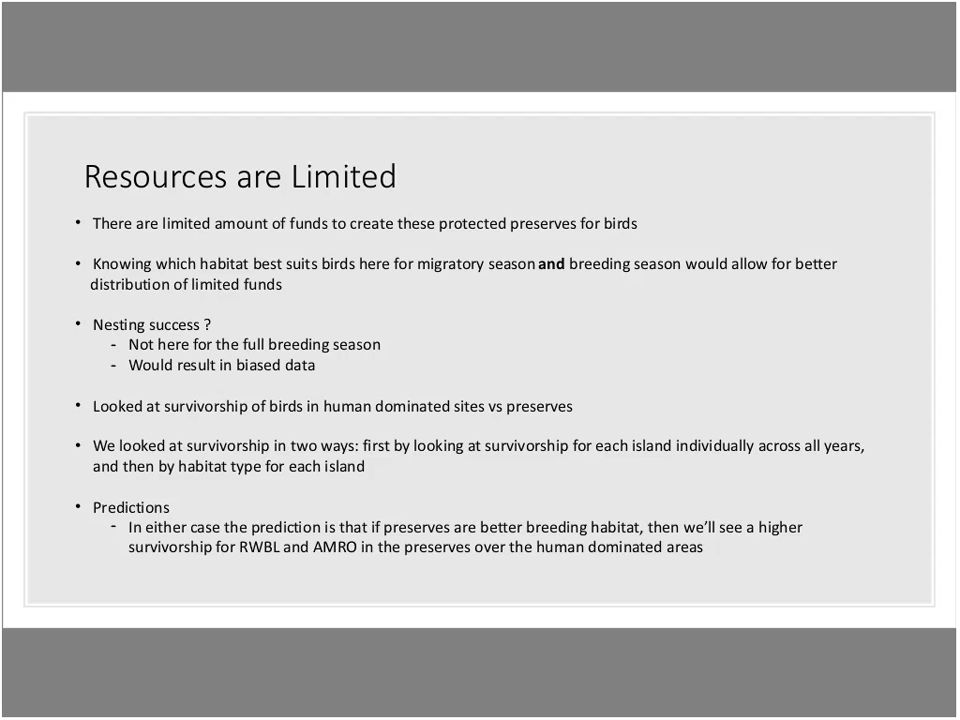 Resources are Limited
• There are limited amount of funds to create these protected preserves for birds
• Knowing which habitat best suits birds here for migratory season and breeding season would allow for better
distribution of limited funds
• Nesting success ?
- Not here for the full breeding season
- Would result in biased data
• Looked at survivorship of birds in human dominated sites vs preserves
• We looked at survivorship in two ways: first by looking at survivorship for each island individually across all years,
and then by habitat type for each island
• Predictions
- In either case the prediction is that if preserves are better breeding habitat, then we’ll see a higher
survivorship for RWBL and AMRO in the preserves over the human dominated areas